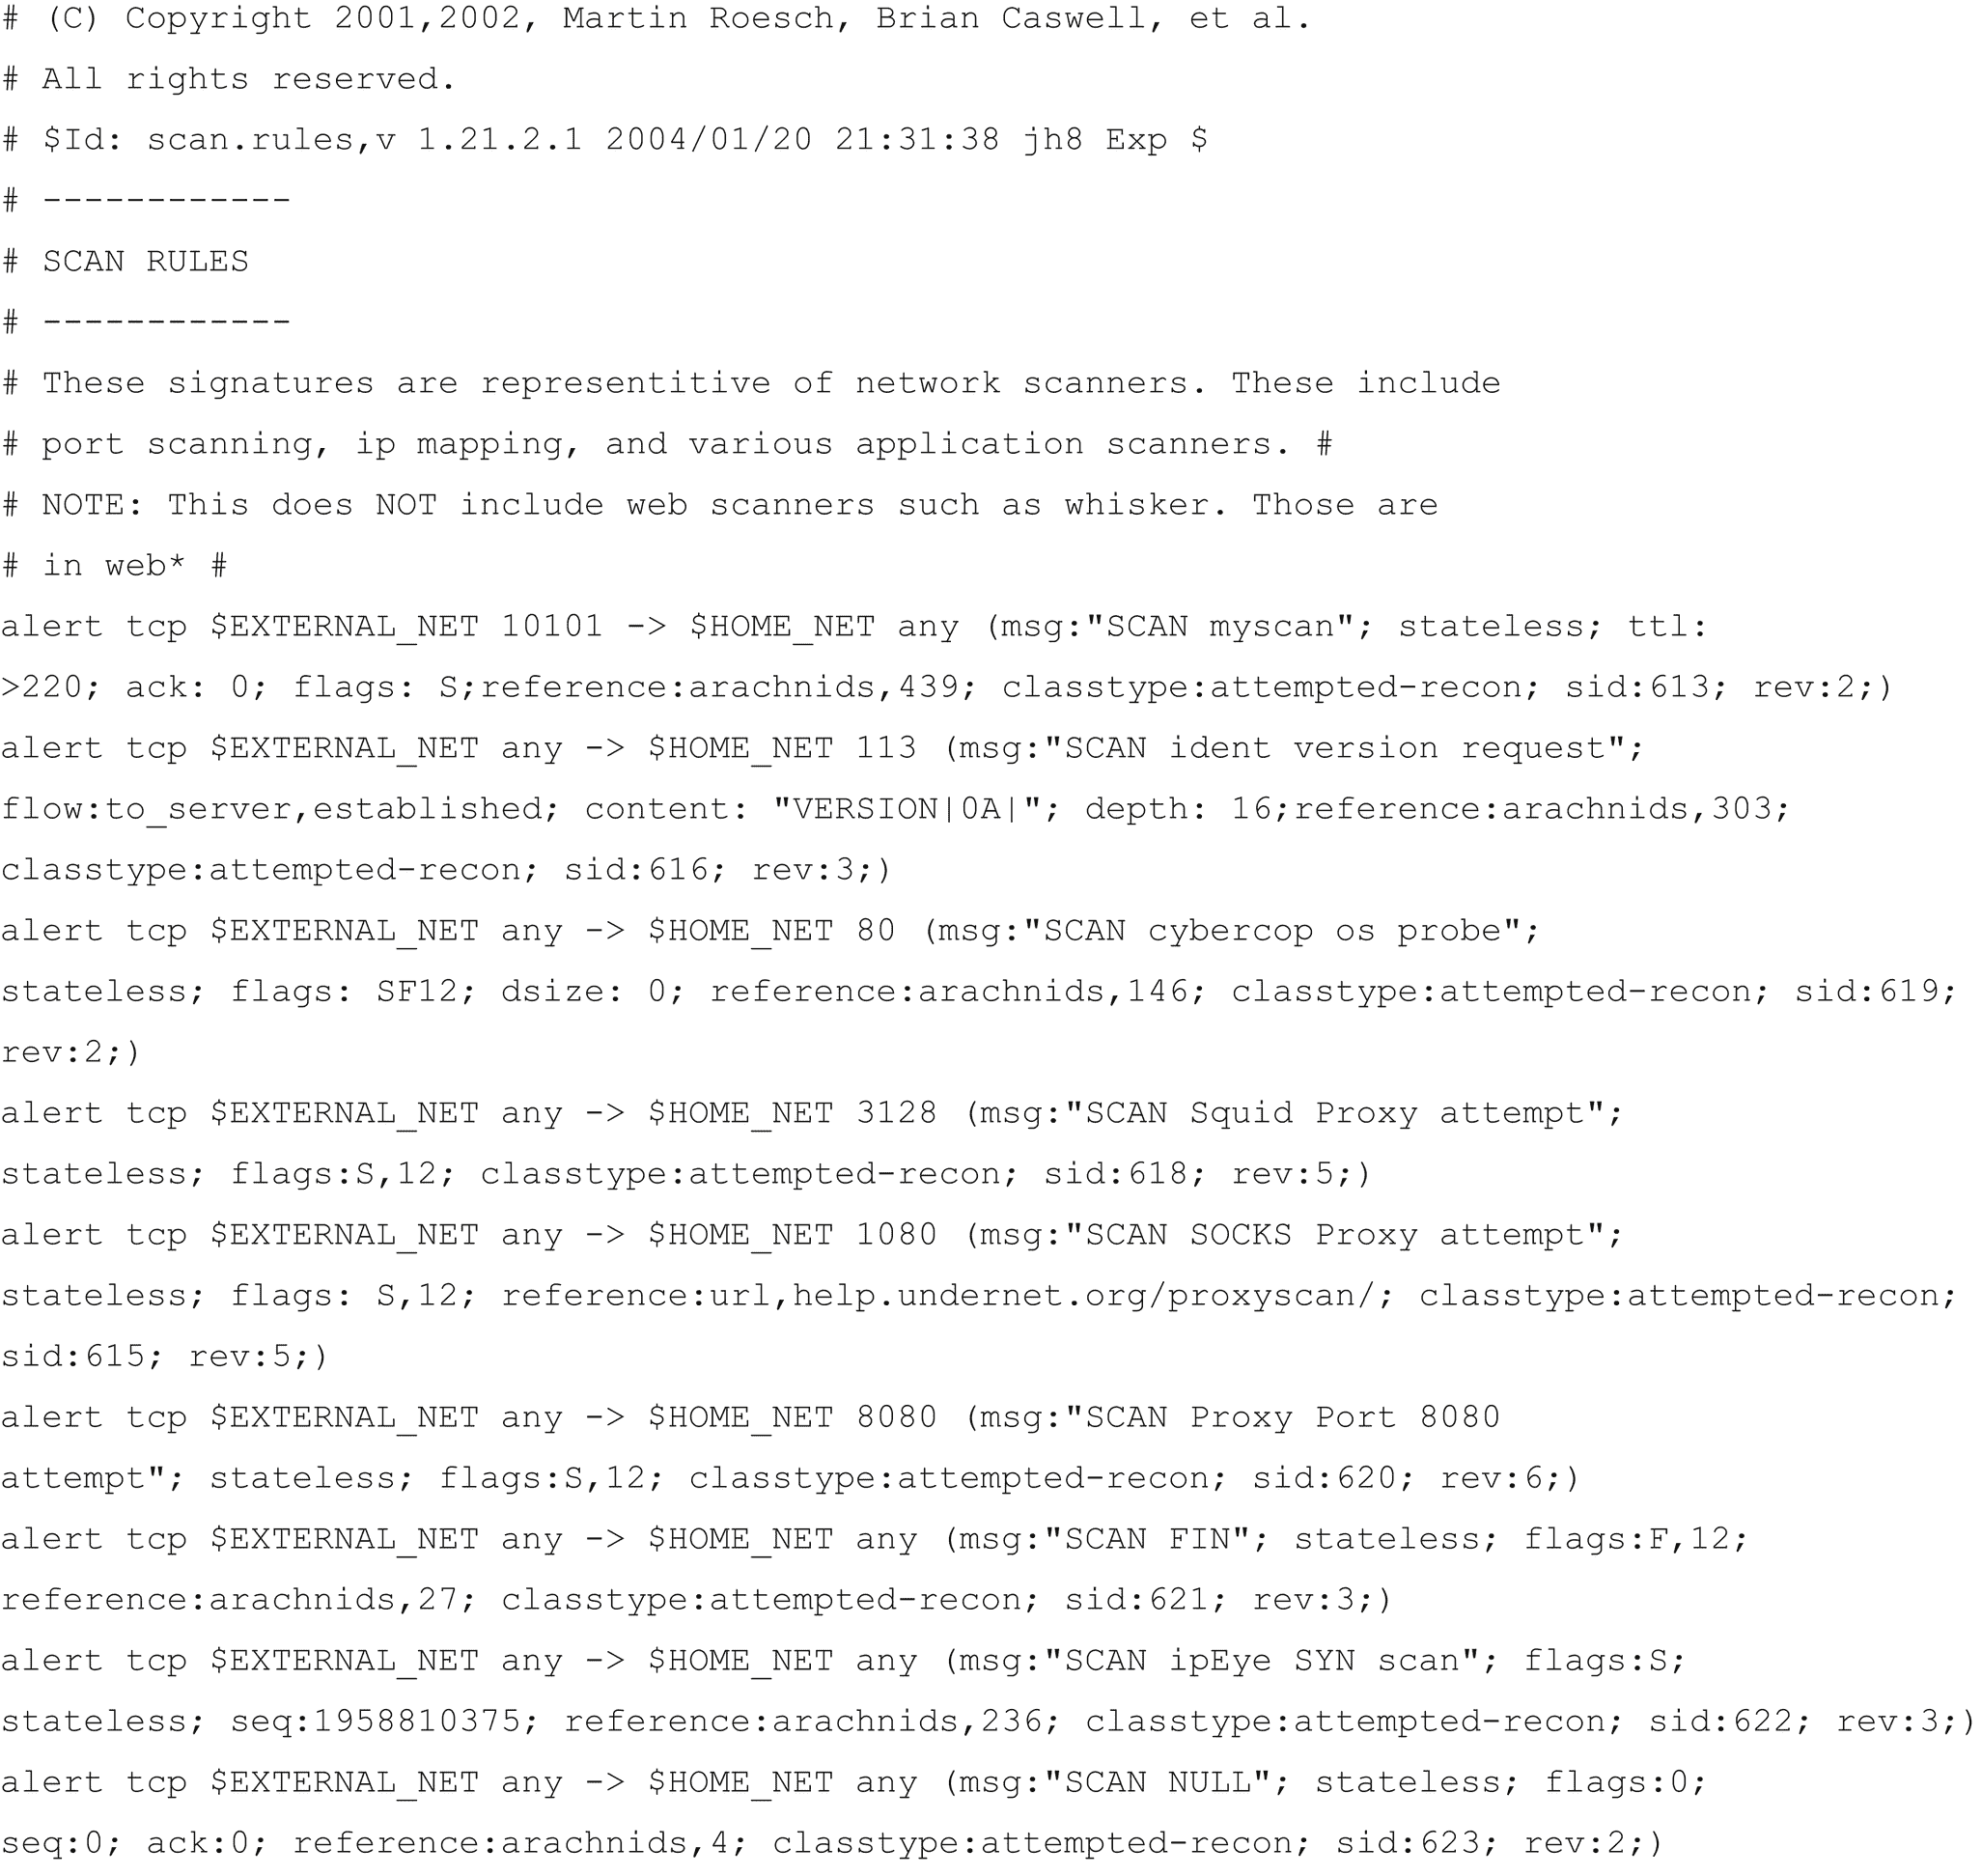 # (C) Copyright 2001,2002, Martin Roesch, Brian Caswell, et al.
# All rights reserved.
# $Id: scan.rules,v 1.21.2.1 2004/01/20 21:31:38 jh8 Exp $
# ------------
# SCAN RULES
# ------------
# These signatures are representitive of network scanners. These include
# port scanning, ip mapping, and various application scanners. #
# NOTE: This does NOT include web scanners such as whisker. Those are
# in web* #
alert tcp $EXTERNAL_NET 10101 -> $HOME_NET any (msg:"SCAN myscan"; stateless; ttl:
>220; ack: 0; flags: S;reference:arachnids,439; classtype:attempted-recon; sid:613; rev:2;)
alert tcp $EXTERNAL_NET any -> $HOME_NET 113 (msg:"SCAN ident version request";
flow:to_server,established; content: "VERSION|0A|"; depth: 16;reference:arachnids,303;
classtype:attempted-recon; sid:616; rev:3;)
alert tcp $EXTERNAL_NET any -> $HOME_NET 80 (msg:"SCAN cybercop os probe";
stateless; flags: SF12; dsize: 0; reference:arachnids,146; classtype:attempted-recon; sid:619;
rev:2;)
alert tcp $EXTERNAL_NET any -> $HOME_NET 3128 (msg:"SCAN Squid Proxy attempt";
stateless; flags:S,12; classtype:attempted-recon; sid:618; rev:5;)
alert tcp $EXTERNAL_NET any -> $HOME_NET 1080 (msg:"SCAN SOCKS Proxy attempt";
stateless; flags: S,12; reference:url,help.undernet.org/proxyscan/; classtype:attempted-recon;
sid:615; rev:5;)
alert tcp $EXTERNAL_NET any -> $HOME_NET 8080 (msg:"SCAN Proxy Port 8080
attempt"; stateless; flags:S,12; classtype:attempted-recon; sid:620; rev:6;)
alert tcp $EXTERNAL_NET any -> $HOME_NET any (msg:"SCAN FIN"; stateless; flags:F,12;
reference:arachnids,27; classtype:attempted-recon; sid:621; rev:3;)
alert tcp $EXTERNAL_NET any -> $HOME_NET any (msg:"SCAN ipEye SYN scan"; flags:S;
stateless; seq:1958810375; reference:arachnids,236; classtype:attempted-recon; sid:622; rev:3;)
alert tcp $EXTERNAL_NET any -> $HOME_NET any (msg:"SCAN NULL"; stateless; flags:0;
seq:0; ack:0; reference:arachnids,4; classtype:attempted-recon; sid:623; rev:2;)